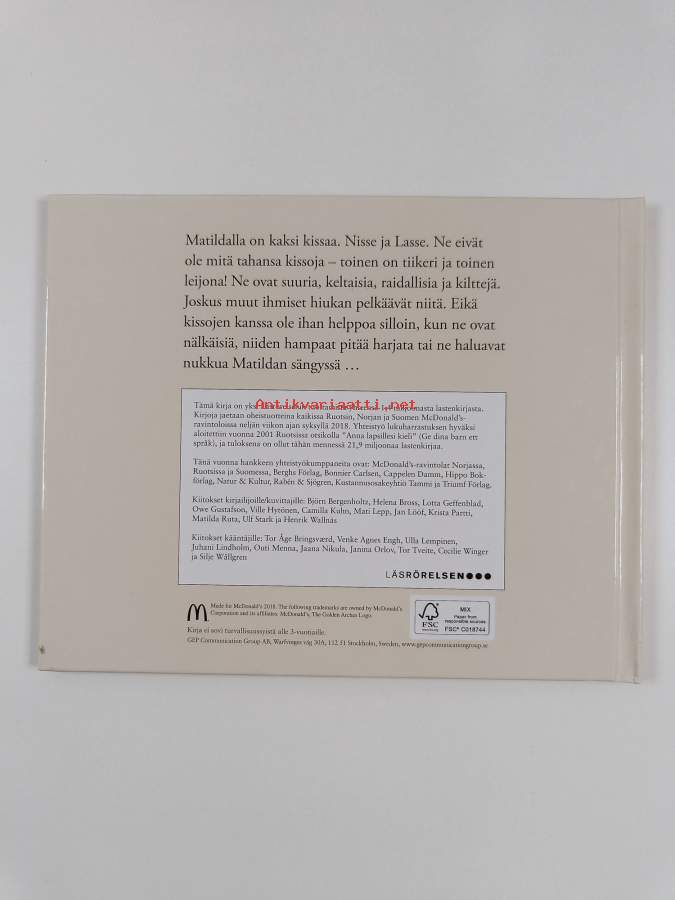 Matildalla on kaksi kissaa. Nisse ja Lasse. Ne eivät
ole mitä tahansa kissoja – toinen on tiikeri ja toinen
leijona! Ne ovat suuria, keltaisia, raidallisia ja kilttejä.
Joskus muut ihmiset hiukan pelkäävät niitä. Eikä
kissojen kanssa ole ihan helppoa silloin, kun ne ovat
nälkäisiä, niiden hampaat pitää harjata tai ne haluavat
nukkua Matildan sängyssä …
Antikvariaatti.net
Tämä kirja on yksi miljoonasta lastenkirjasta.
Kirjoja jaetaan oheistuotteina kaikissa Ruotsin, Norjan ja Suomen McDonald's-
ravintoloissa neljän viikon ajan syksyllä 2018. Yhteistyö lukuharrastuksen hyväksi
aloitettiin vuonna 2001 Ruotsissa otsikolla "Anna lapsillesi kieli" (Ge dina barn ett
språk), ja tuloksena on ollut tähän mennessä 21,9 miljoonaa lastenkirjaa.
Tänä vuonna hankkeen yhteistyökumppaneita ovat: McDonald's-ravintolat Norjassa,
Ruotsissa ja Suomessa, Berghs Förlag, Bonnier Carlsen, Cappelen Damm, Hippo Bok-
förlag, Natur & Kultur, Rabén & Sjögren, Kustannusosakeyhtiö Tammi ja Triumf Förlag.
Kiitokset kirjailijoille/kuvittajille: Björn Bergenholtz, Helena Bross, Lotta Geffenblad,
Owe Gustafson, Ville Hytönen, Camilla Kuhn, Mati Lepp, Jan Lööf, Krista Partti,
Matilda Ruta, Ulf Stark ja Henrik Wallnäs
Kiitokset kääntäjille: Tor Åge Bringsværd, Venke Agnes Engh, Ulla Lempinen,
Juhani Lindholm, Outi Menna, Jaana Nikula, Janina Orlov, Tor Tveite, Cecilie Winger
ja Silje Wållgren
LÄSRÖRELSEN
Made for McDonald's 2018. The following trademarks are owned by McDonald's
Corporation and its affiliates: McDonald's, The Golden Arches Logo.
Kirja ei sovi turvallisuussyistä alle 3-vuotiaille.
GEP Communication Group AB, Warfvinges väg 30A, 112 51 Stockholm, Sweden, www.gepcommunicationgroup.se
FSC
www.fsc.org
MIX
Paper from
responsible sources
FSC® C018744